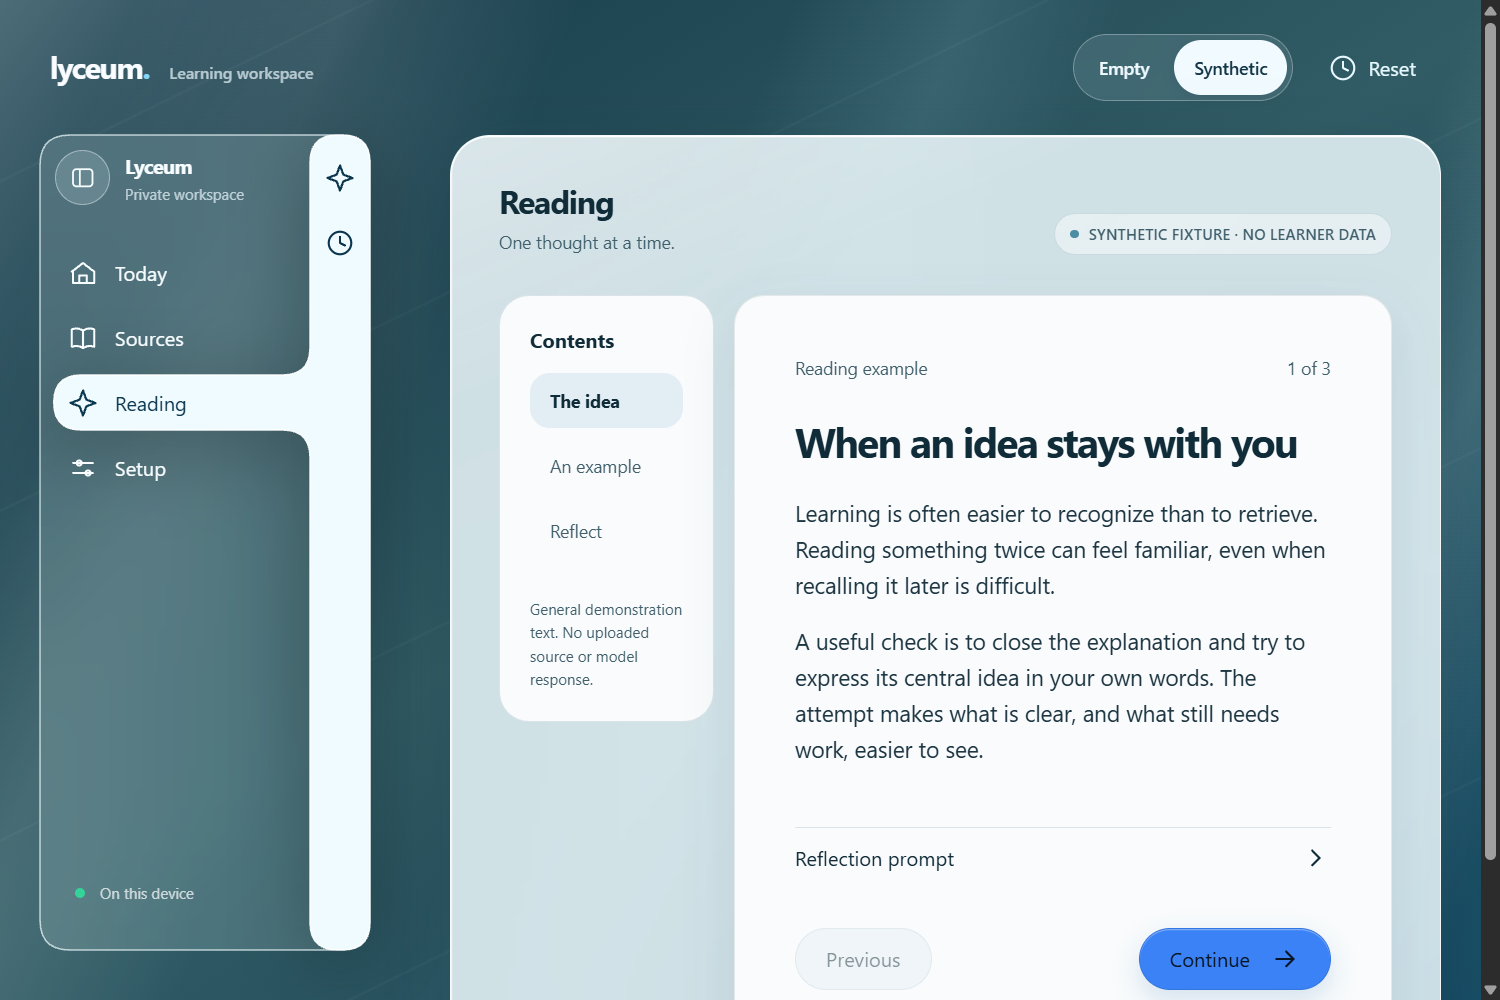 lyceum. Learning workspace
Empty
Synthetic
Reset
Lyceum
Private workspace
Today
Sources
Reading
Setup
On this device
Reading
One thought at a time.
SYNTHETIC FIXTURE · NO LEARNER DATA
Contents
The idea
An example
Reflect
General demonstration
text. No uploaded
source or model
response.
Reading example
1 of 3
When an idea stays with you
Learning is often easier to recognize than to retrieve.
Reading something twice can feel familiar, even when
recalling it later is difficult.
A useful check is to close the explanation and try to
express its central idea in your own words. The
attempt makes what is clear, and what still needs
work, easier to see.
Reflection prompt
Previous
Continue